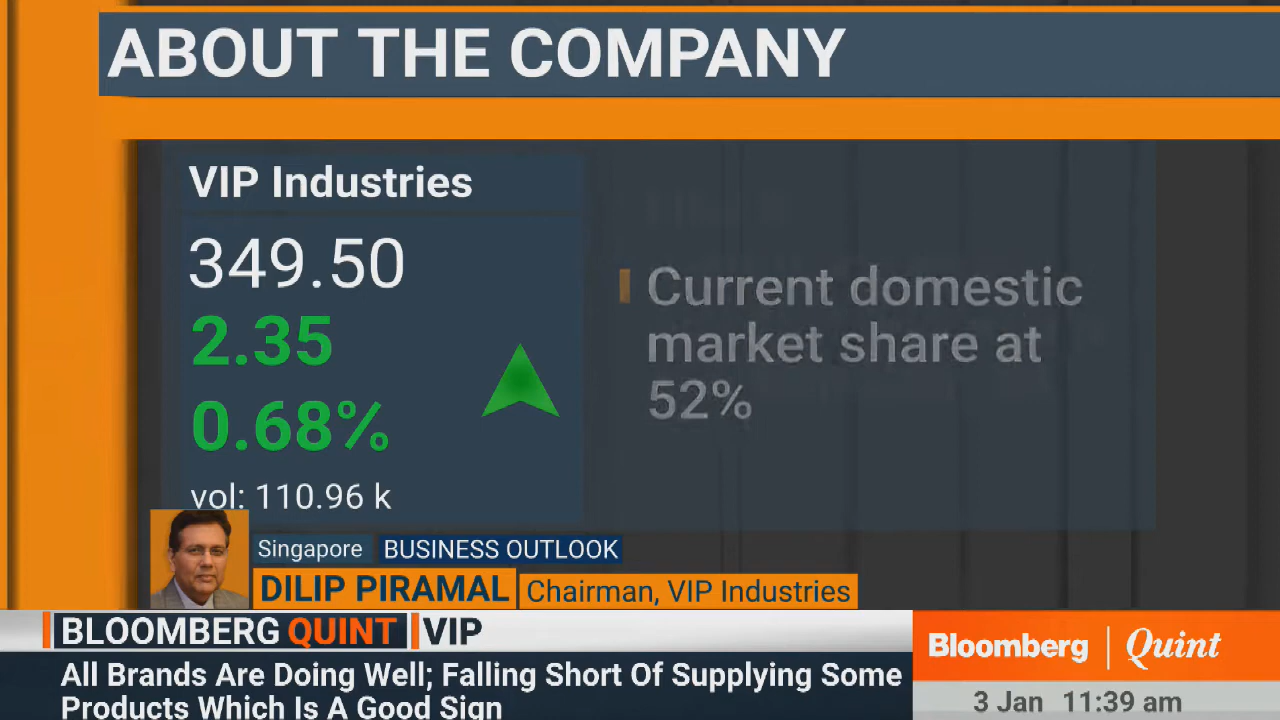 ABOUT THE COMPANY
VIP Industries
349.50
2.35
0.68%
vol: 110.96 k
Current domestic
market share at
52%
Singapore
BUSINESS OUTLOOK
DILIP PIRAMAL
Chairman, VIP Industries
BLOOMBERG QUINT
VIP
All Brands Are Doing Well; Falling Short Of Supplying Some
Products Which Is A Good Sign
Bloomberg | Quint
3 Jan 11:39 am